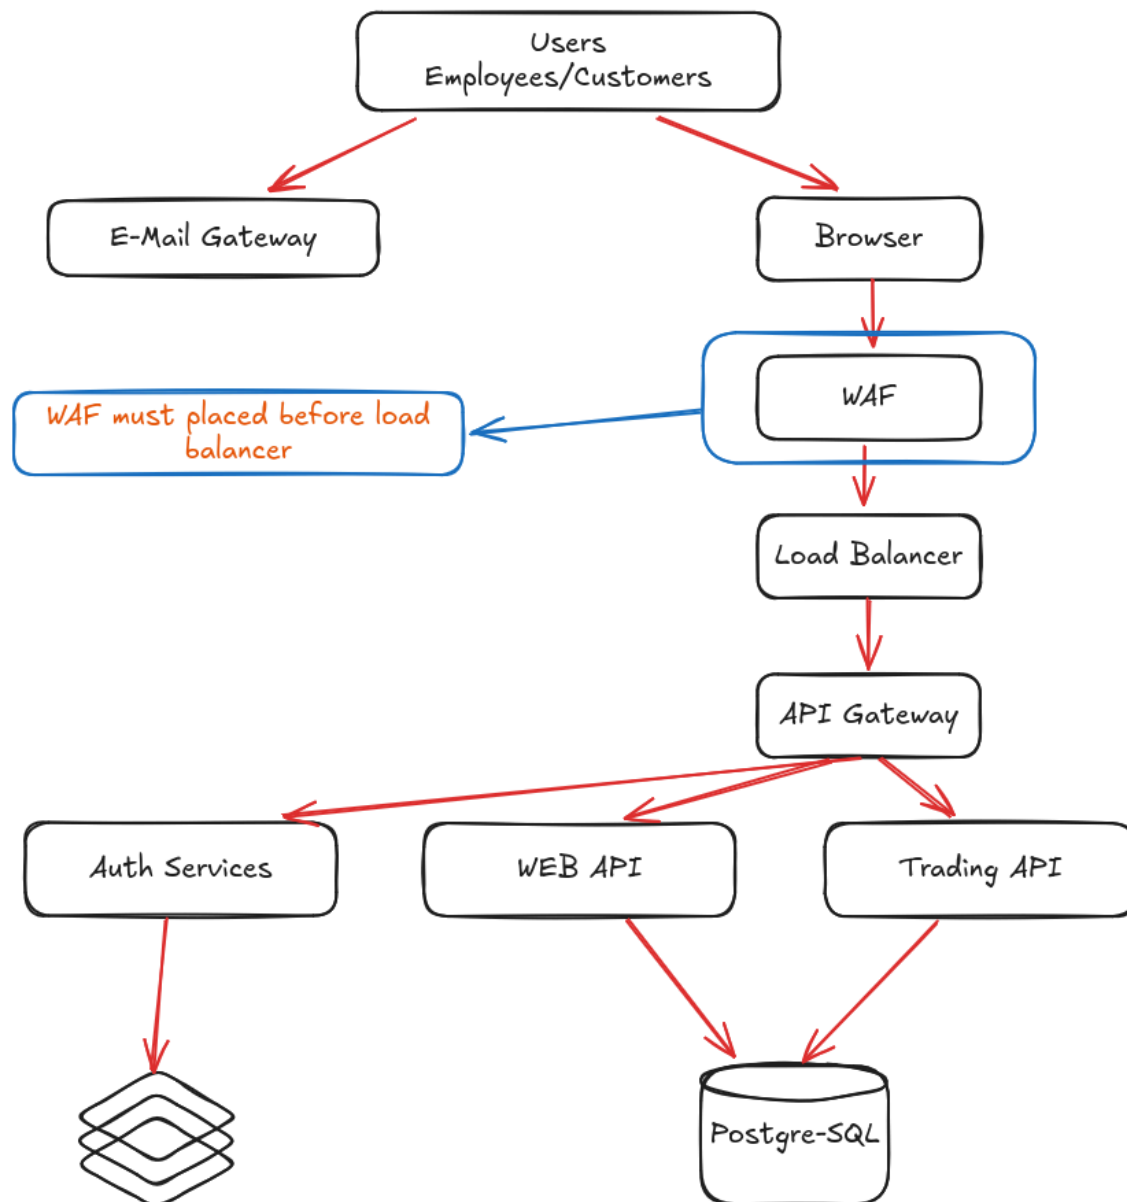 Users
Employees/Customers
E-Mail Gateway
Browser
WAF must placed before load
balancer
WAF
Load Balancer
API Gateway
Auth Services
WEB API
Trading API
Postgre-SQL